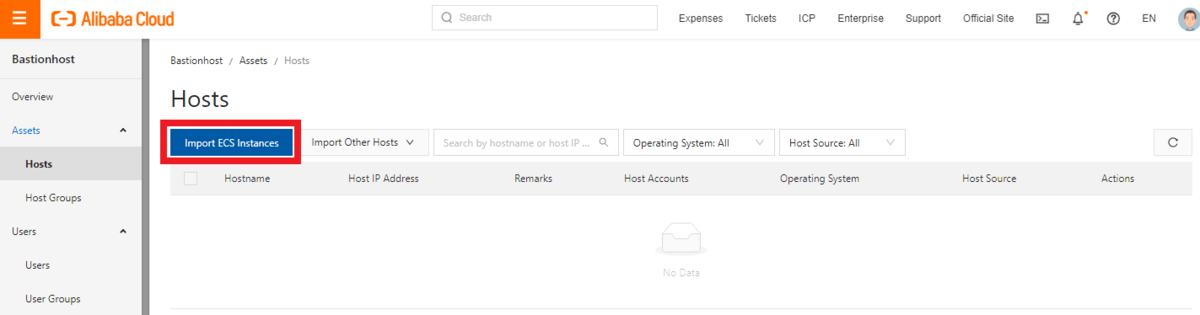 Alibaba Cloud
Search
Expenses Tickets ICP Enterprise Support Official Site EN
Bastionhost
Overview
Assets
Hosts
Host Groups
Users
Users
User Groups
Bastionhost / Assets / Hosts
Hosts
Import ECS Instances Import Other Hosts Search by hostname or host IP ... Operating System: All Host Source: All
Hostname Host IP Address Remarks Host Accounts Operating System Host Source Actions
No Data